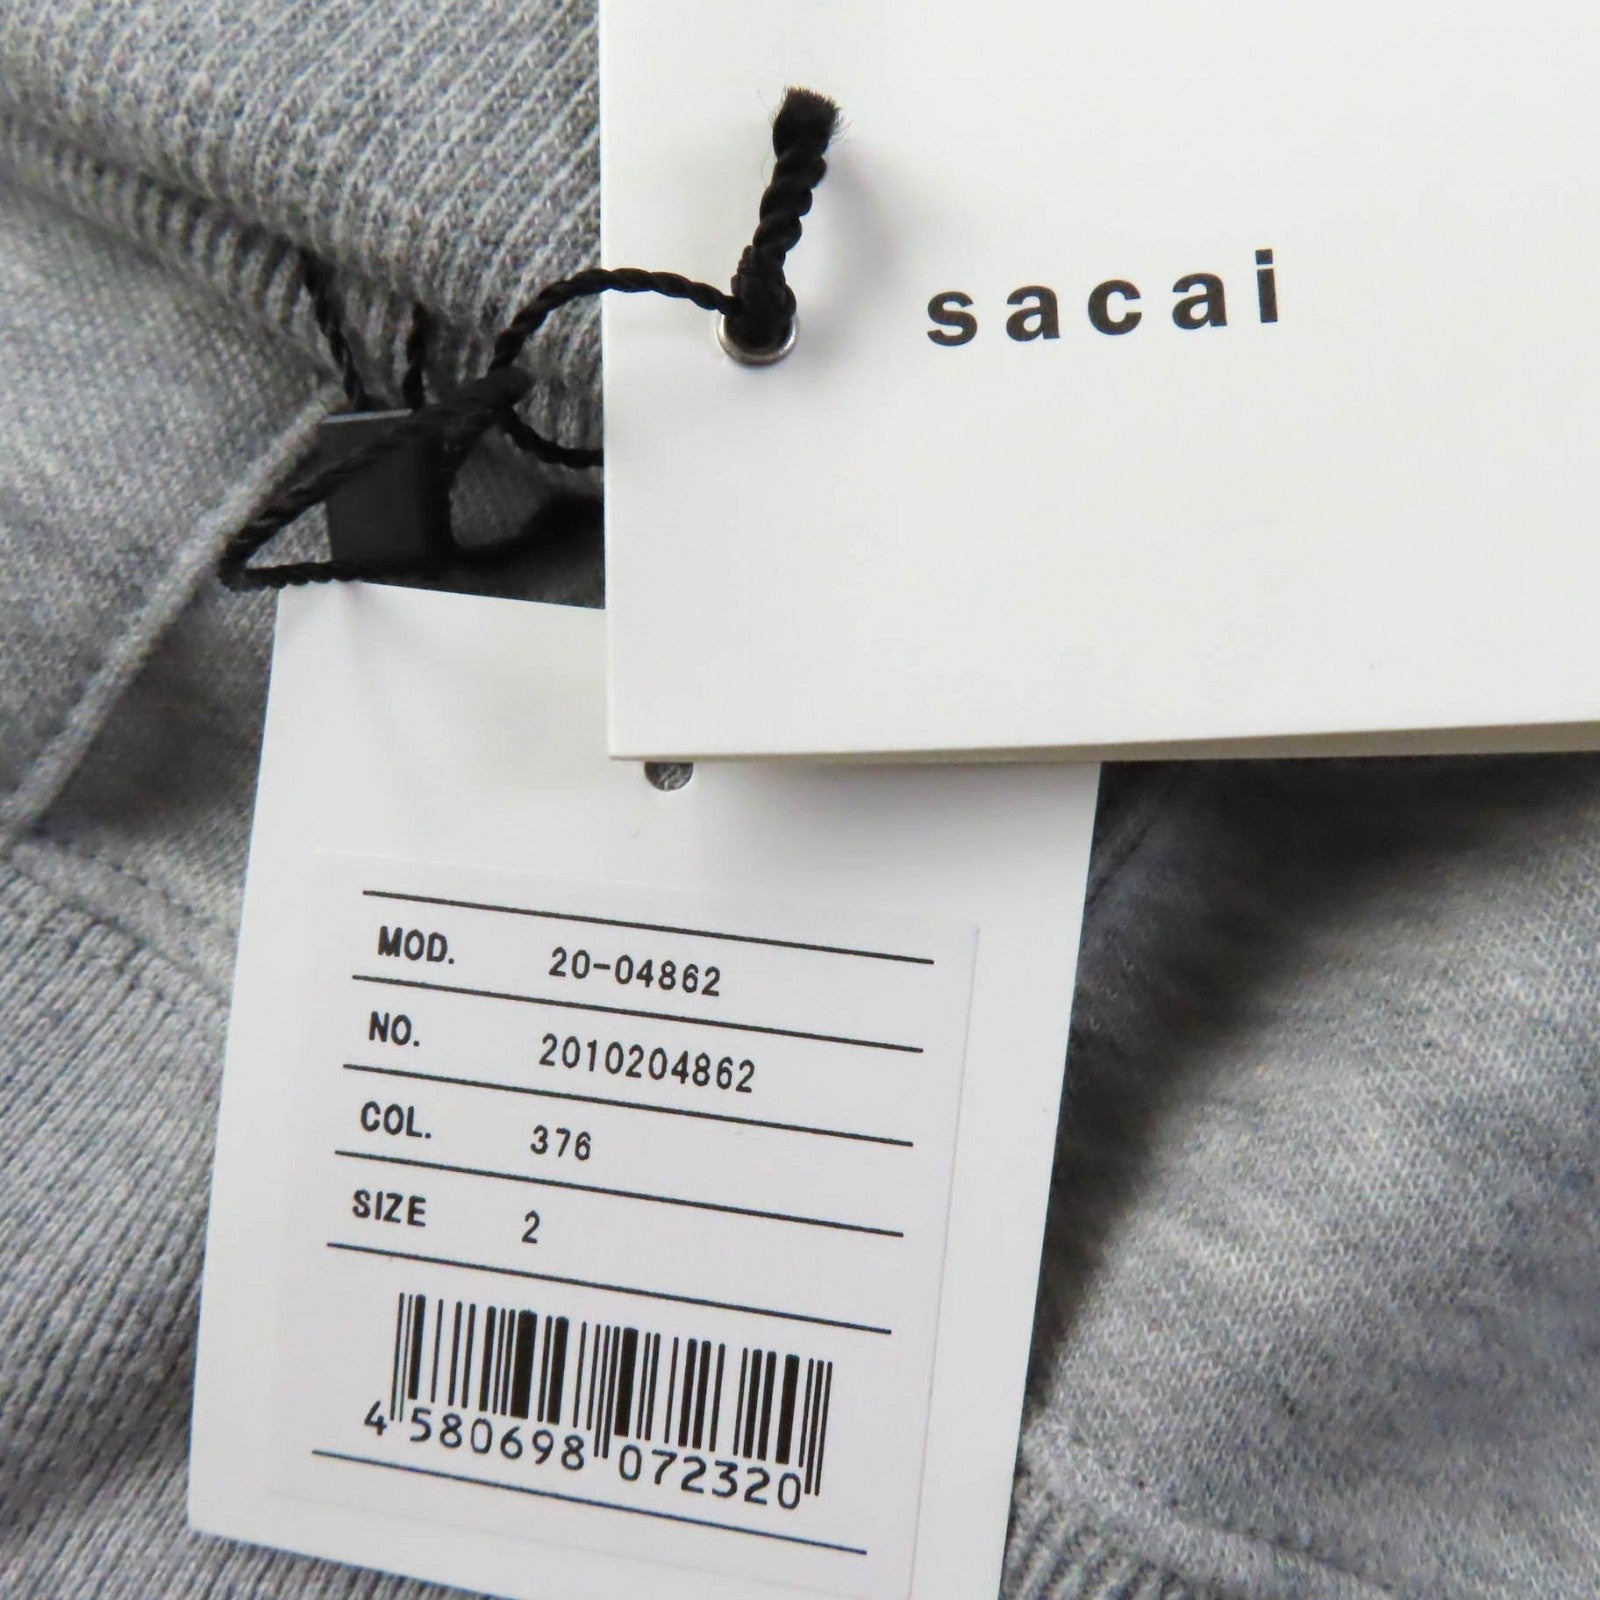 sacai
MOD. 20-04862
NO. 2010204862
COL. 376
SIZE 2
4 580698 072320